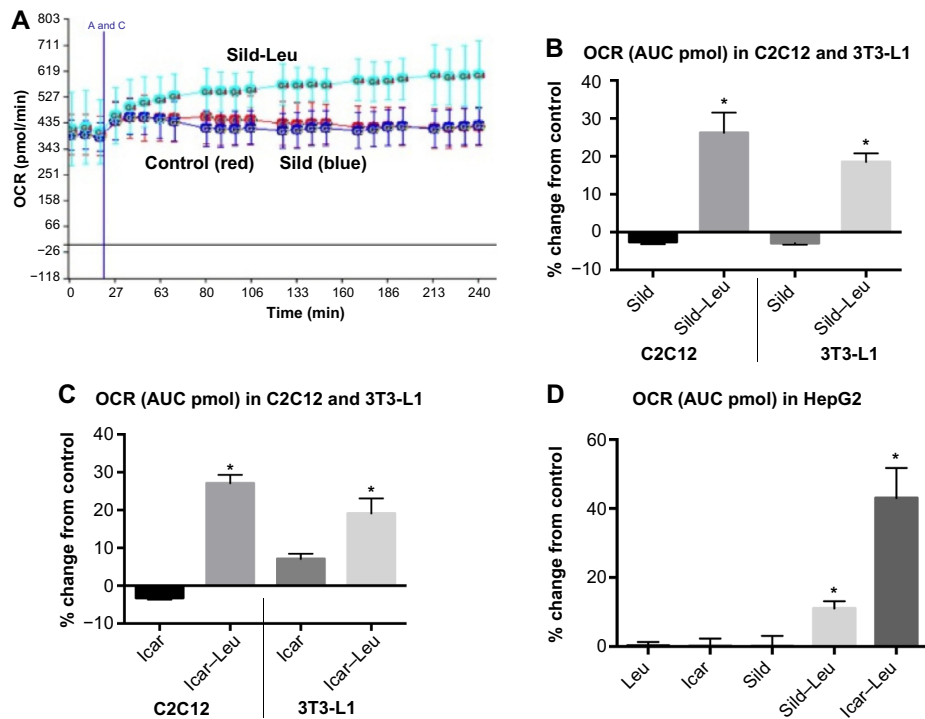 A
OCR (pmol/min)
803
711
619
527
435
343
251
158
66
−26
−118
A and C
Sild-Leu
Control (red) Sild (blue)
0 27 63 80 106 133 160 186 213 240
Time (min)
B OCR (AUC pmol) in C2C12 and 3T3-L1
% change from control
40
30
20
10
0
−10
*
*
Sild Sild–Leu Sild Sild–Leu
C2C12 3T3-L1
C OCR (AUC pmol) in C2C12 and 3T3-L1
% change from control
40
30
20
10
0
−10
*
*
Icar Icar–Leu Icar Icar–Leu
C2C12 3T3-L1
D OCR (AUC pmol) in HepG2
% change from control
60
40
20
0
*
*
Leu Icar Sild Sild–Leu Icar–Leu